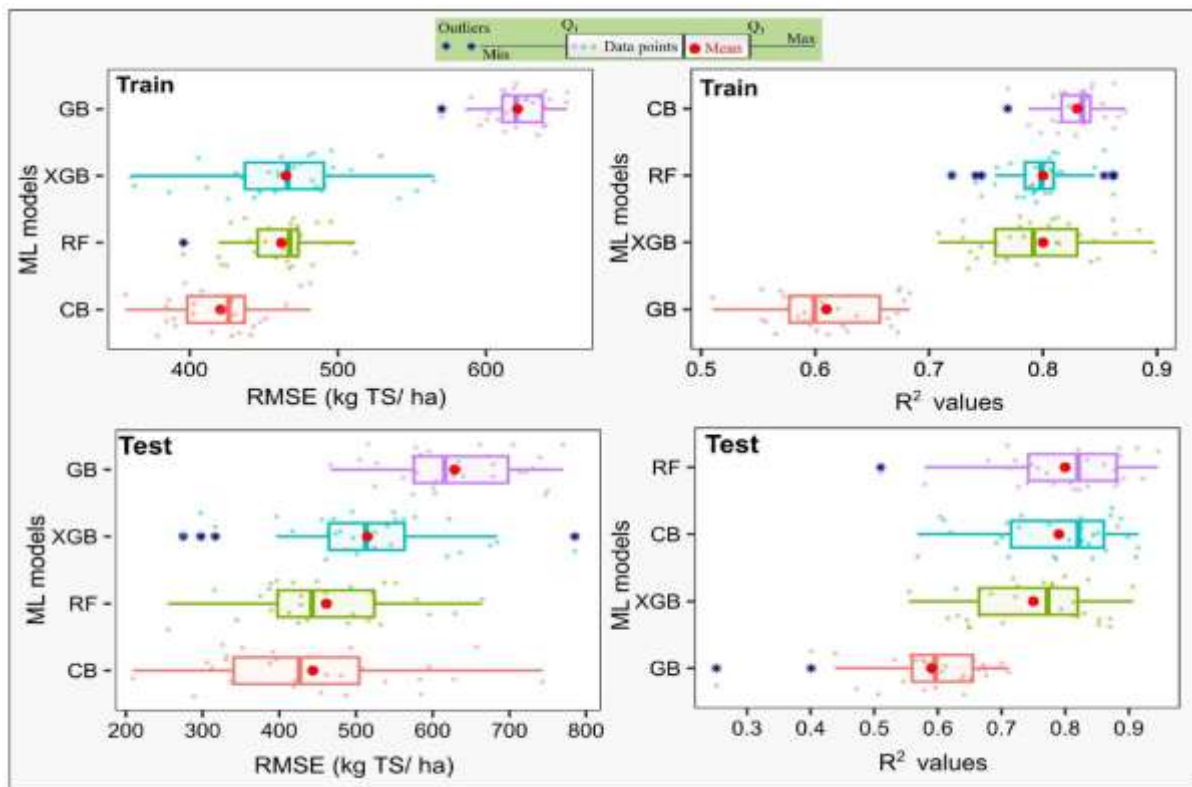 Outliers
Q₁
Q₃
Min
Data points
Mean
Max
Train
GB
XGB
RF
CB
ML models
400 500 600
RMSE (kg TS/ ha)
Train
CB
RF
XGB
GB
ML models
0.5 0.6 0.7 0.8 0.9
R² values
Test
GB
XGB
RF
CB
ML models
200 300 400 500 600 700 800
RMSE (kg TS/ ha)
Test
RF
CB
XGB
GB
ML models
0.3 0.4 0.5 0.6 0.7 0.8 0.9
R² values